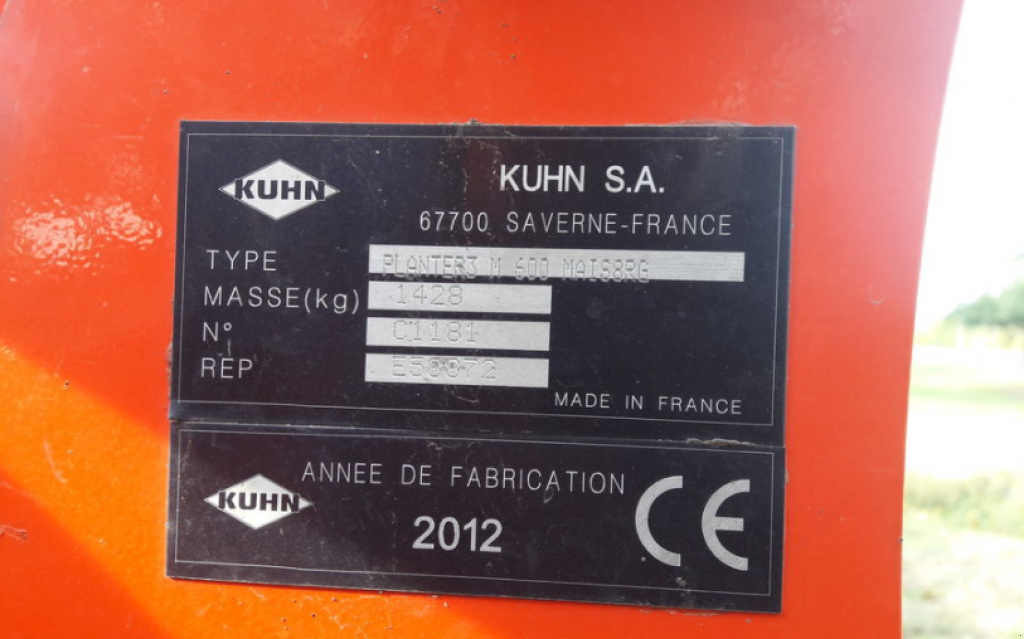 KUHN
KUHN S.A.
67700 SAVERNE-FRANCE
TYPE PLANTER3 M 600 MAIS8RG
MASSE(kg) 1428
N° C1181
REP
MADE IN FRANCE
KUHN
ANNEE DE FABRICATION
2012
CE